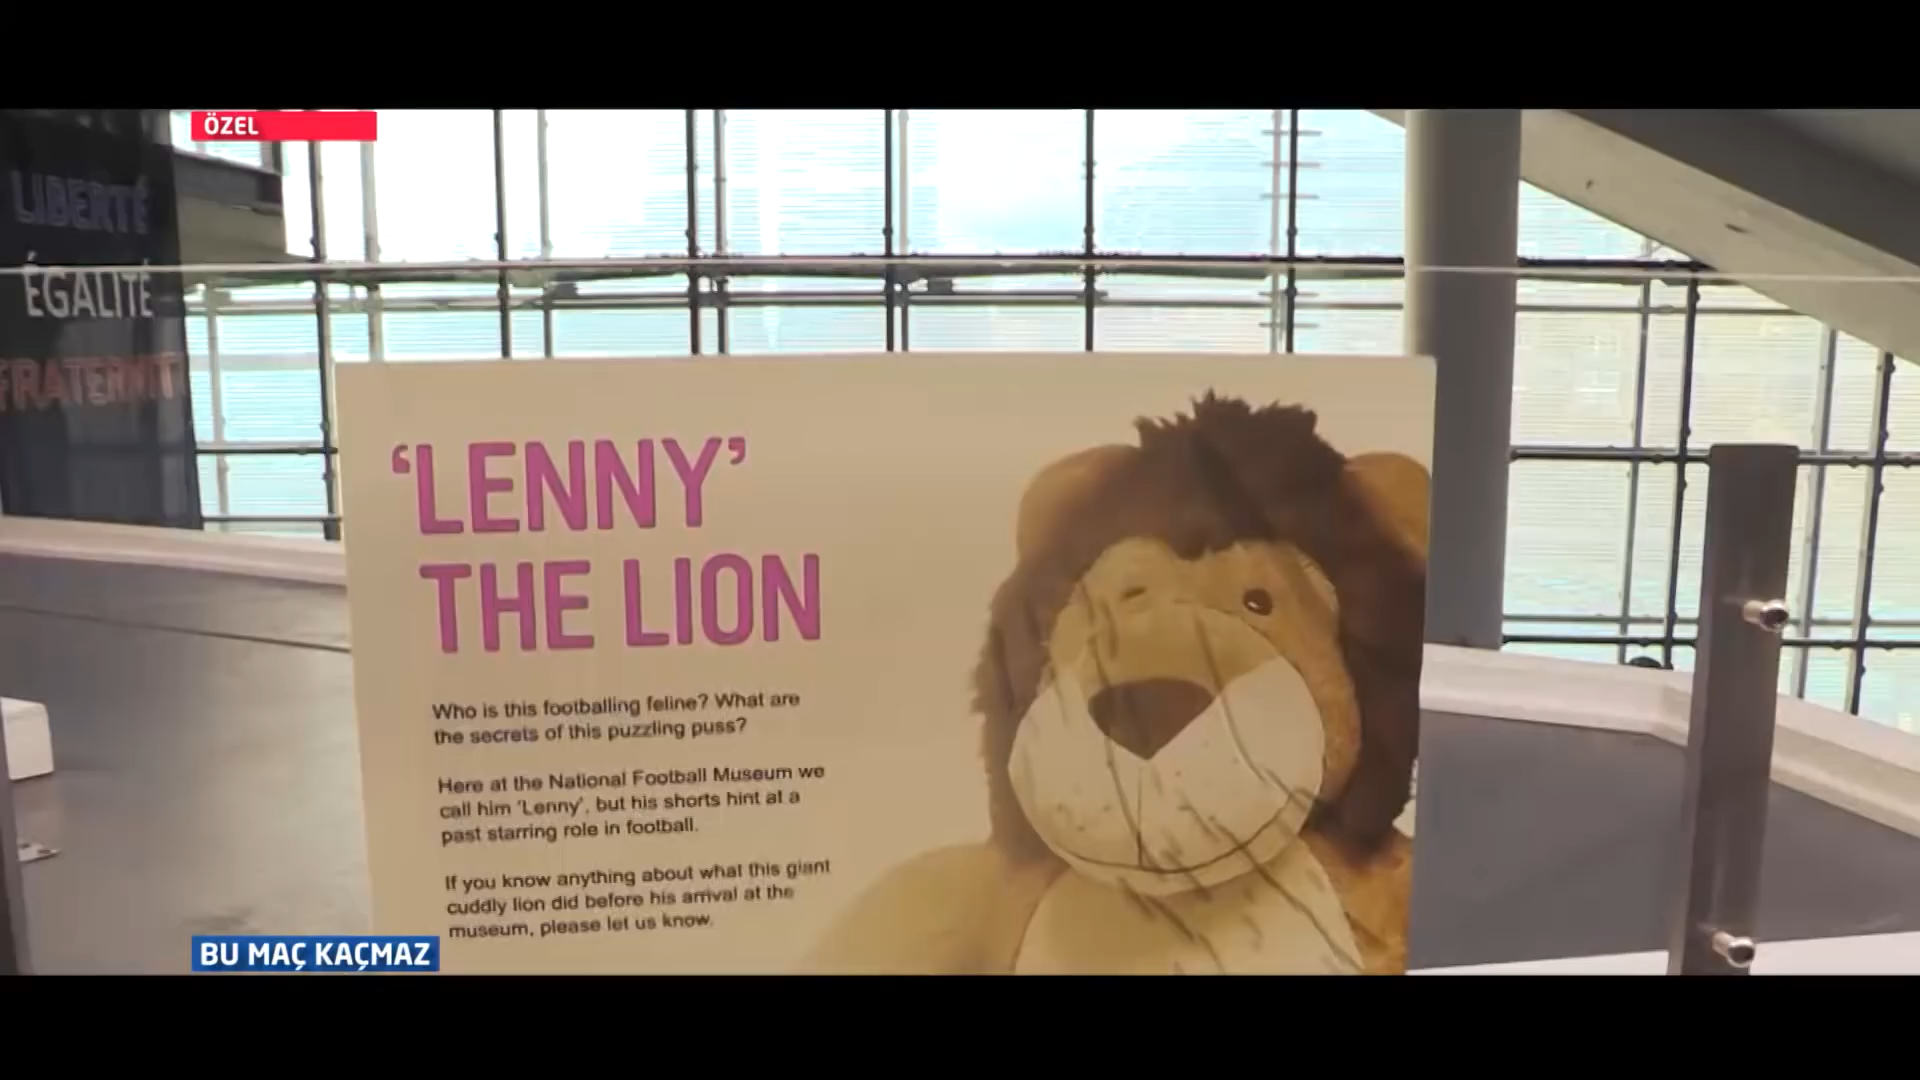 ÖZEL
LIBERTÉ
ÉGALITÉ
FRATERNITÉ
‘LENNY’
THE LION
Who is this footballing feline? What are
the secrets of this puzzling puss?
Here at the National Football Museum we
call him ‘Lenny’, but his shorts hint at a
past starring role in football.
If you know anything about what this giant
cuddly lion did before his arrival at the
museum, please let us know.
BU MAÇ KAÇMAZ